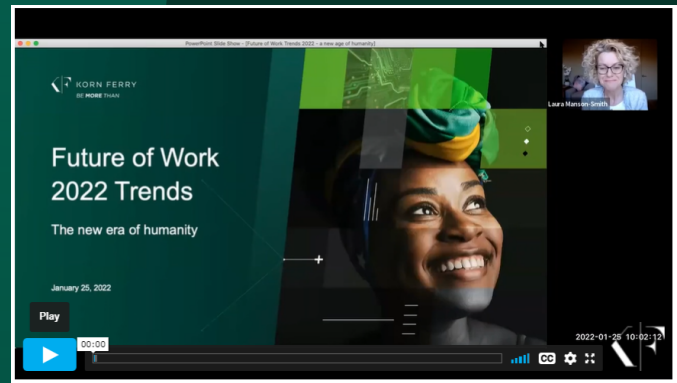 PowerPoint Slide Show - [Future of Work Trends 2022 - a new age of humanity]
KORN FERRY
BE MORE THAN
Laura Manson-Smith
Future of Work
2022 Trends
The new era of humanity
January 25, 2022
Play
00:00
2022-01-25 10:02:12
CC